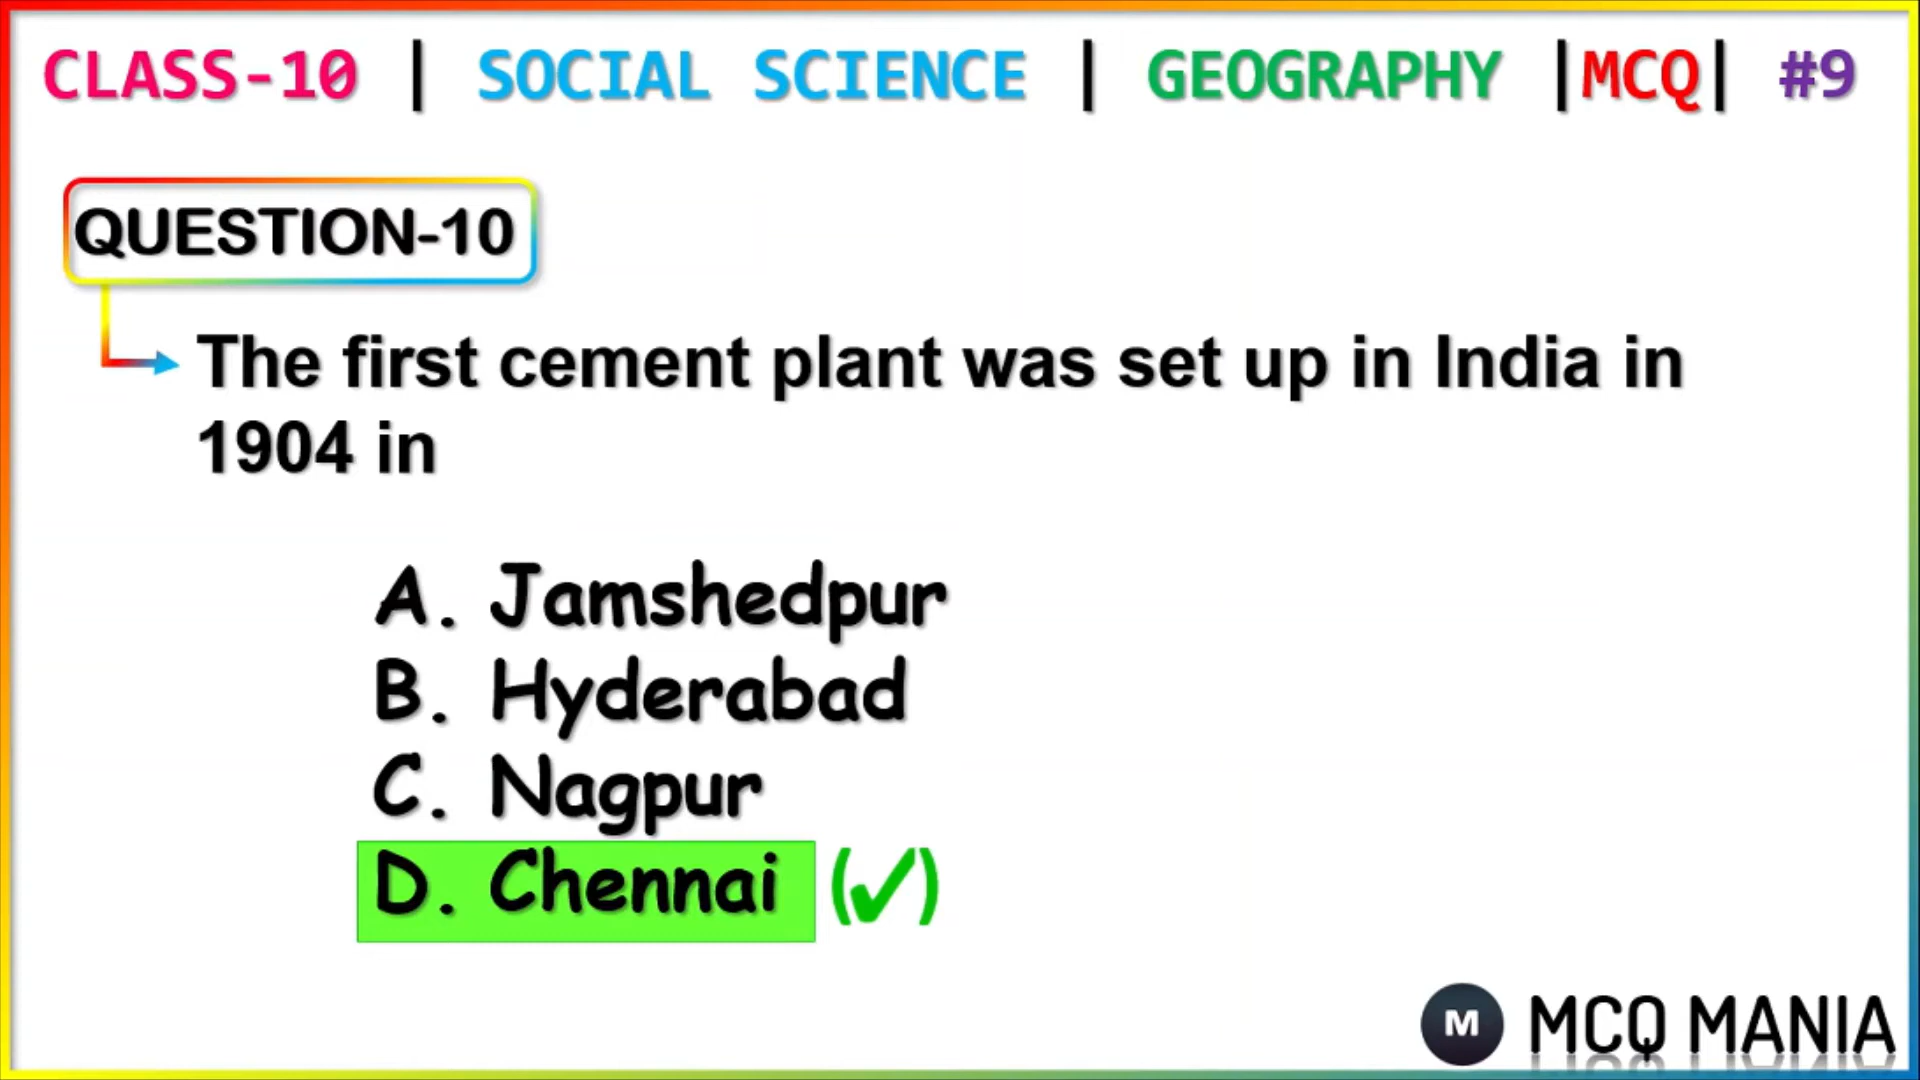 CLASS-10 | SOCIAL SCIENCE | GEOGRAPHY |MCQ| #9
QUESTION-10
The first cement plant was set up in India in
1904 in
A. Jamshedpur
B. Hyderabad
C. Nagpur
D. Chennai (✓)
M MCQ MANIA